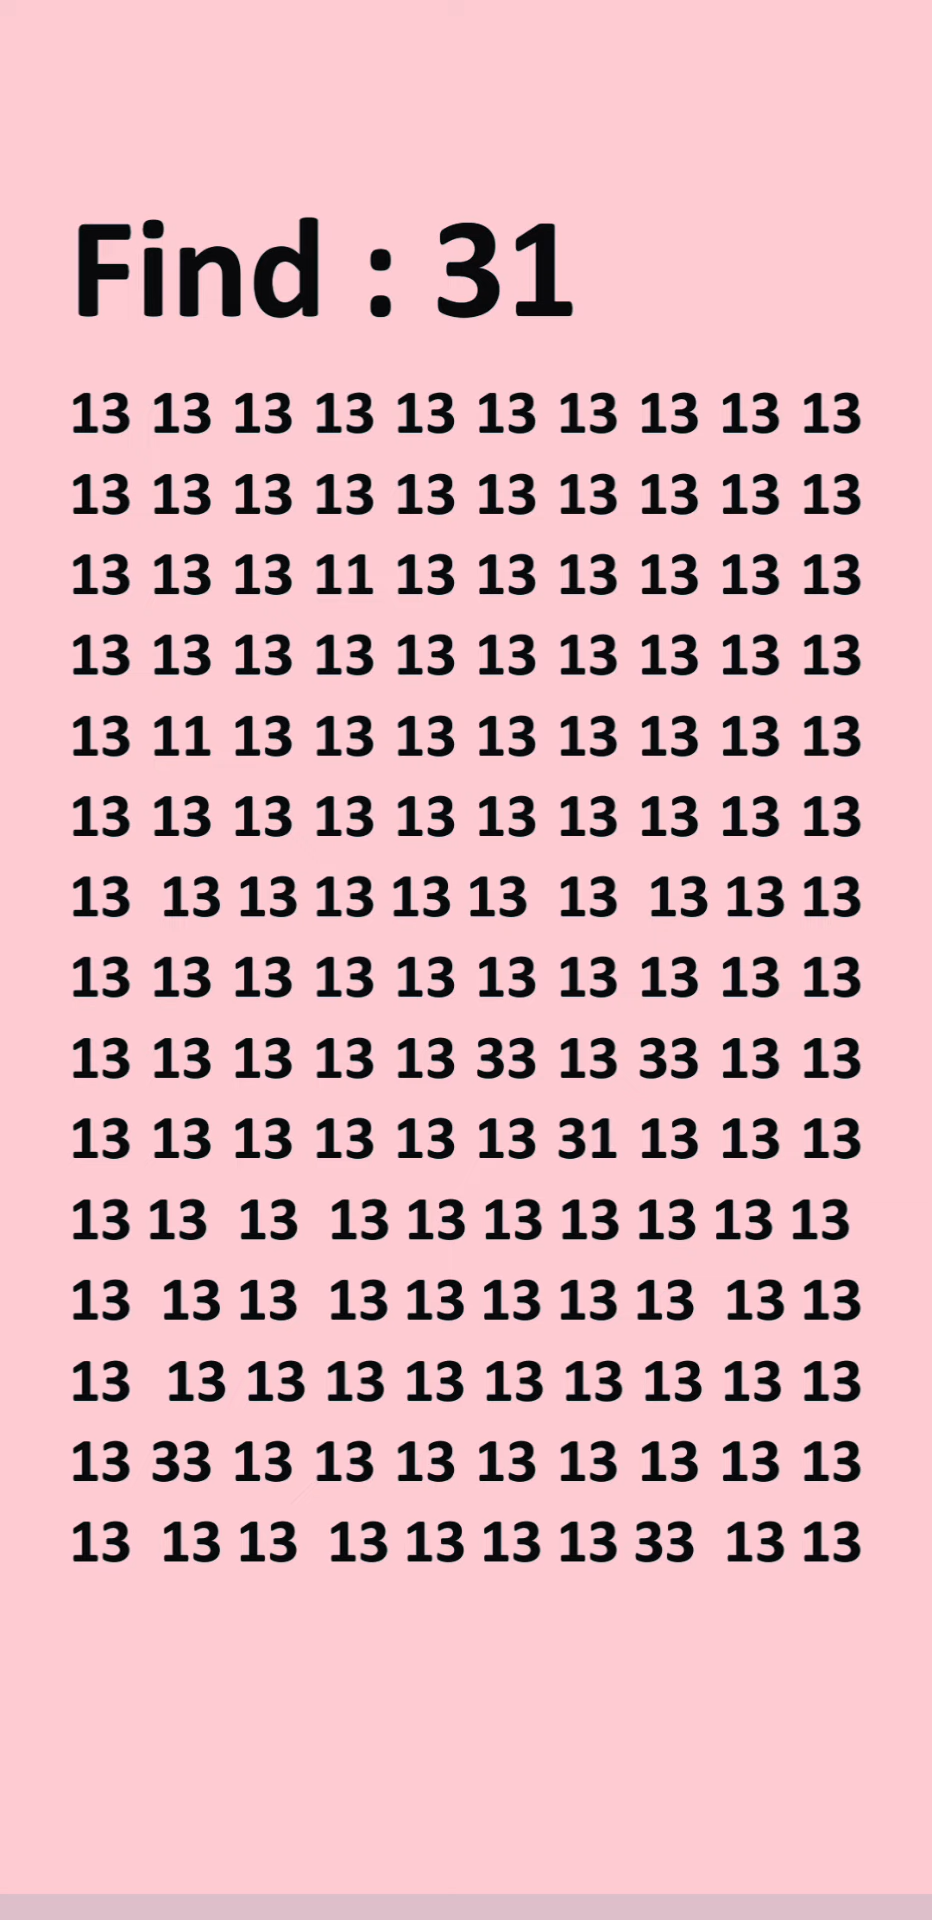 Find : 31
13 13 13 13 13 13 13 13 13 13
13 13 13 13 13 13 13 13 13 13
13 13 13 11 13 13 13 13 13 13
13 13 13 13 13 13 13 13 13 13
13 11 13 13 13 13 13 13 13 13
13 13 13 13 13 13 13 13 13 13
13 13 13 13 13 13 13 13 13 13
13 13 13 13 13 13 13 13 13 13
13 13 13 13 13 33 13 33 13 13
13 13 13 13 13 13 31 13 13 13
13 13 13 13 13 13 13 13 13 13
13 13 13 13 13 13 13 13 13 13
13 13 13 13 13 13 13 13 13 13
13 33 13 13 13 13 13 13 13 13
13 13 13 13 13 13 13 33 13 13